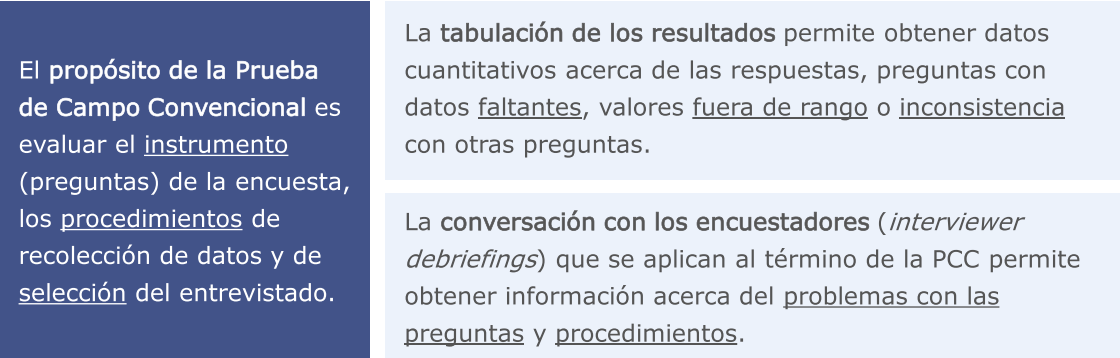 El propósito de la Prueba
de Campo Convencional es
evaluar el instrumento
(preguntas) de la encuesta,
los procedimientos de
recolección de datos y de
selección del entrevistado.
La tabulación de los resultados permite obtener datos
cuantitativos acerca de las respuestas, preguntas con
datos faltantes, valores fuera de rango o inconsistencia
con otras preguntas.
La conversación con los encuestadores (interviewer
debriefings) que se aplican al término de la PCC permite
obtener información acerca del problemas con las
preguntas y procedimientos.